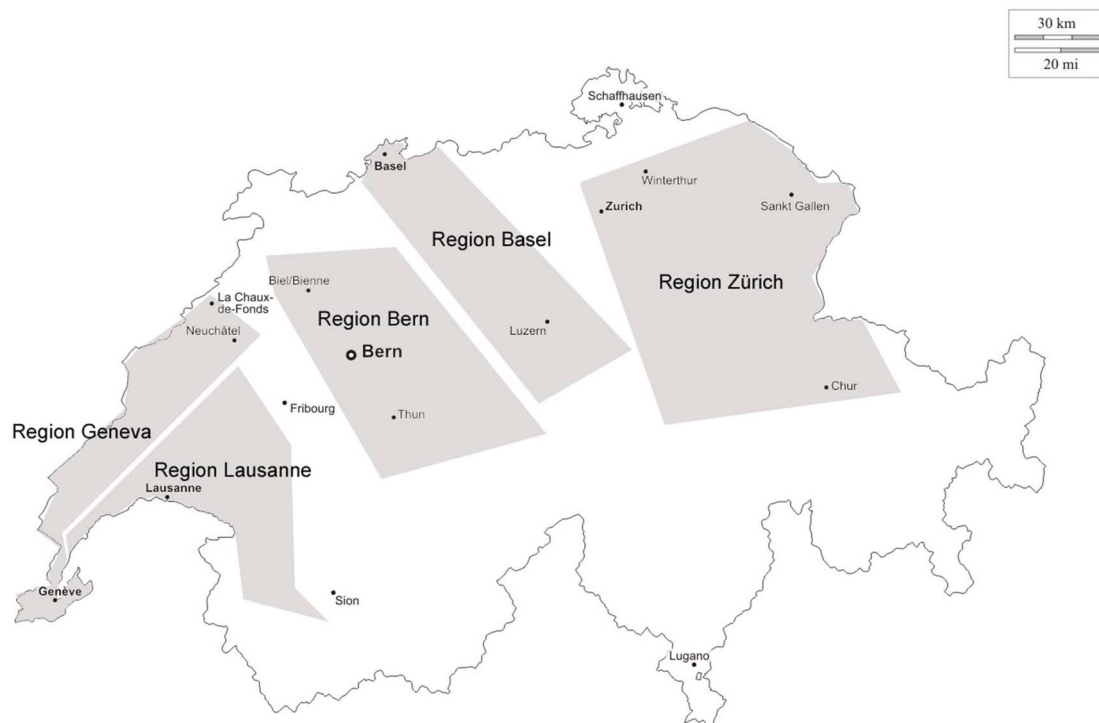 30 km
20 mi
Schaffhausen
Basel
Winterthur
Sankt Gallen
Zurich
Region Basel
Region Zürich
Biel/Bienne
La Chaux-
de-Fonds
Region Bern
Luzern
Neuchâtel
Bern
Chur
Fribourg
Thun
Region Geneva
Region Lausanne
Lausanne
Genève
Sion
Lugano